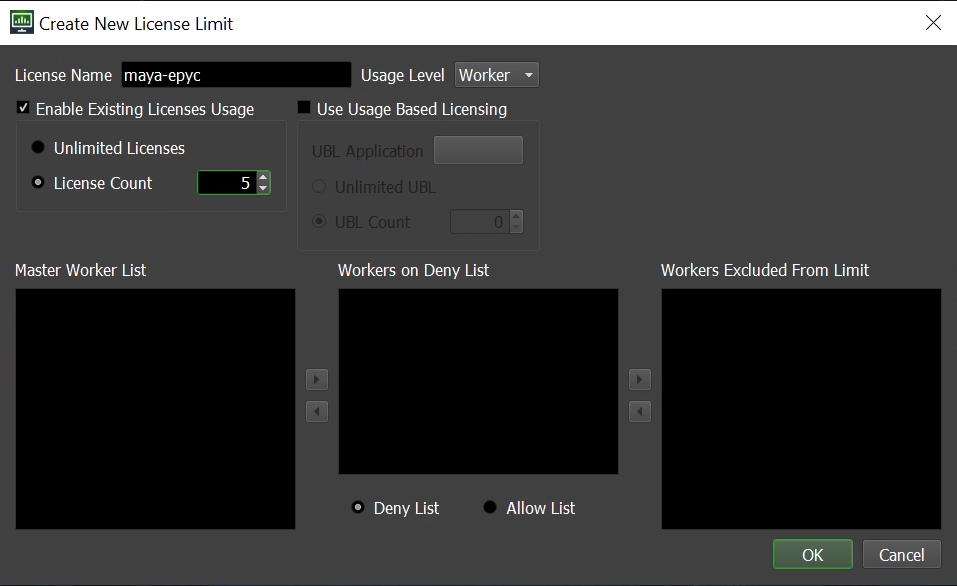 Create New License Limit
License Name maya-epyc Usage Level Worker
Enable Existing Licenses Usage Use Usage Based Licensing
Unlimited Licenses UBL Application
License Count 5 Unlimited UBL
UBL Count 0
Master Worker List Workers on Deny List Workers Excluded From Limit
Deny List Allow List
OK Cancel